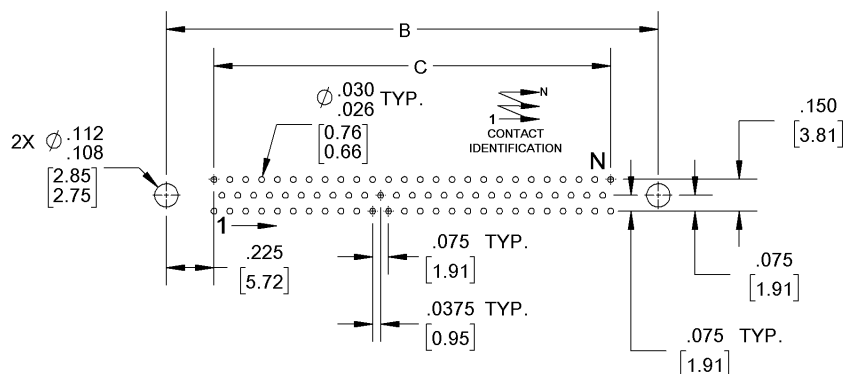 B
C
Ø .030 TYP.
.026
[0.76]
[0.66]
N
1
CONTACT
IDENTIFICATION
.150
[3.81]
2X Ø .112
.108
[2.85]
[2.75]
N
1
.225
[5.72]
.075 TYP.
[1.91]
.0375 TYP.
[0.95]
.075
[1.91]
.075 TYP.
[1.91]